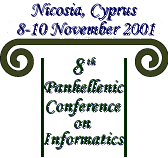 Nicosia, Cyprus
8-10 November 2001
8th
Panhellenic
Conference
on
Informatics